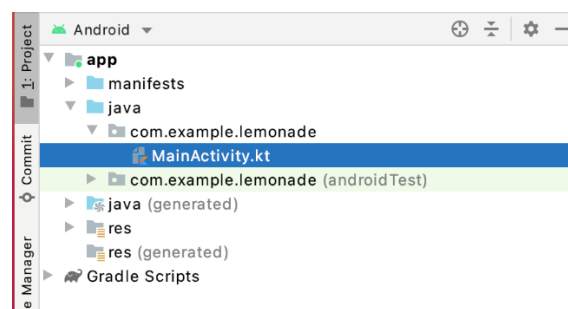 Android
app
manifests
java
com.example.lemonade
MainActivity.kt
com.example.lemonade (androidTest)
java (generated)
res
res (generated)
Gradle Scripts
1: Project
Commit
Manager